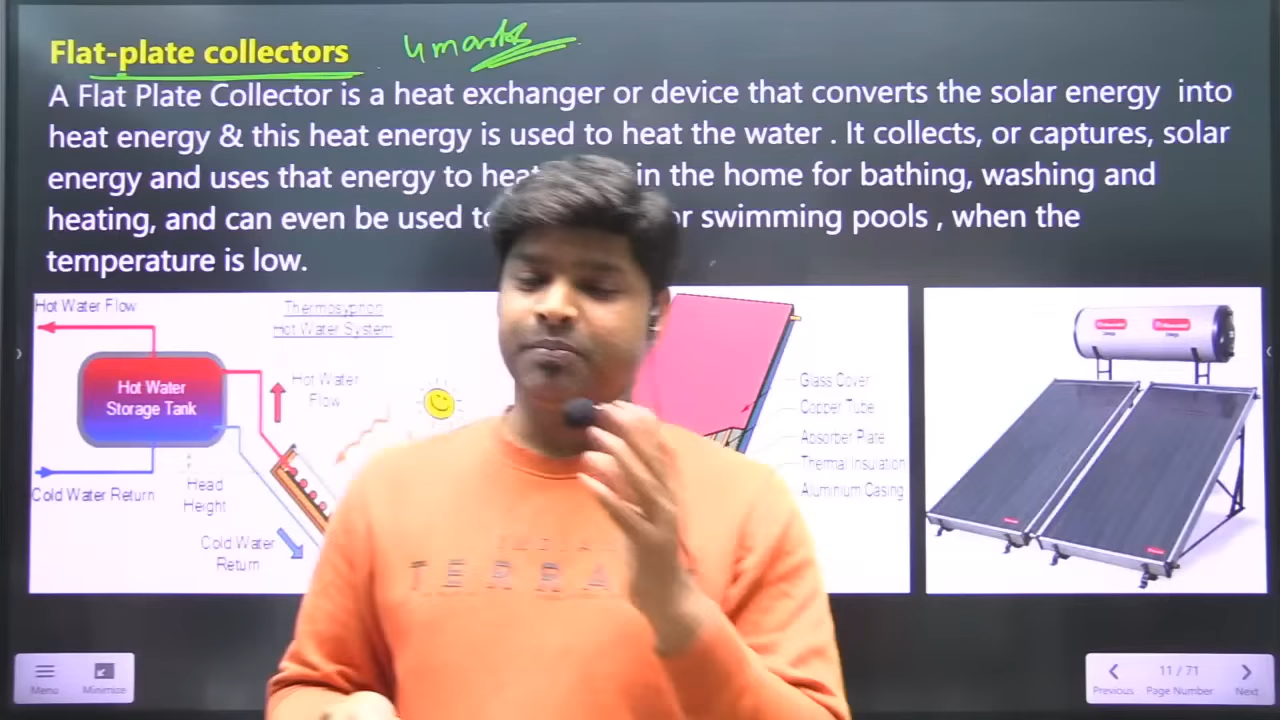 Flat-plate collectors 4 marks
A Flat Plate Collector is a heat exchanger or device that converts the solar energy into
heat energy & this heat energy is used to heat the water . It collects, or captures, solar
energy and uses that energy to in the home for bathing, washing and
heating, and can even be used swimming pools , when the
temperature is low.
Hot Water Flow
Thermosyphon
Hot Water System
Hot Water
Storage Tank
Hot Water
Flow
Cold Water Return
Head
Height
Cold Water
Return
Glass Cover
Copper Tube
Absorber Plate
Thermal Insulation
Aluminium Casing
TERRA
Menu
Minimize
Previous
11 / 71
Page Number
Next